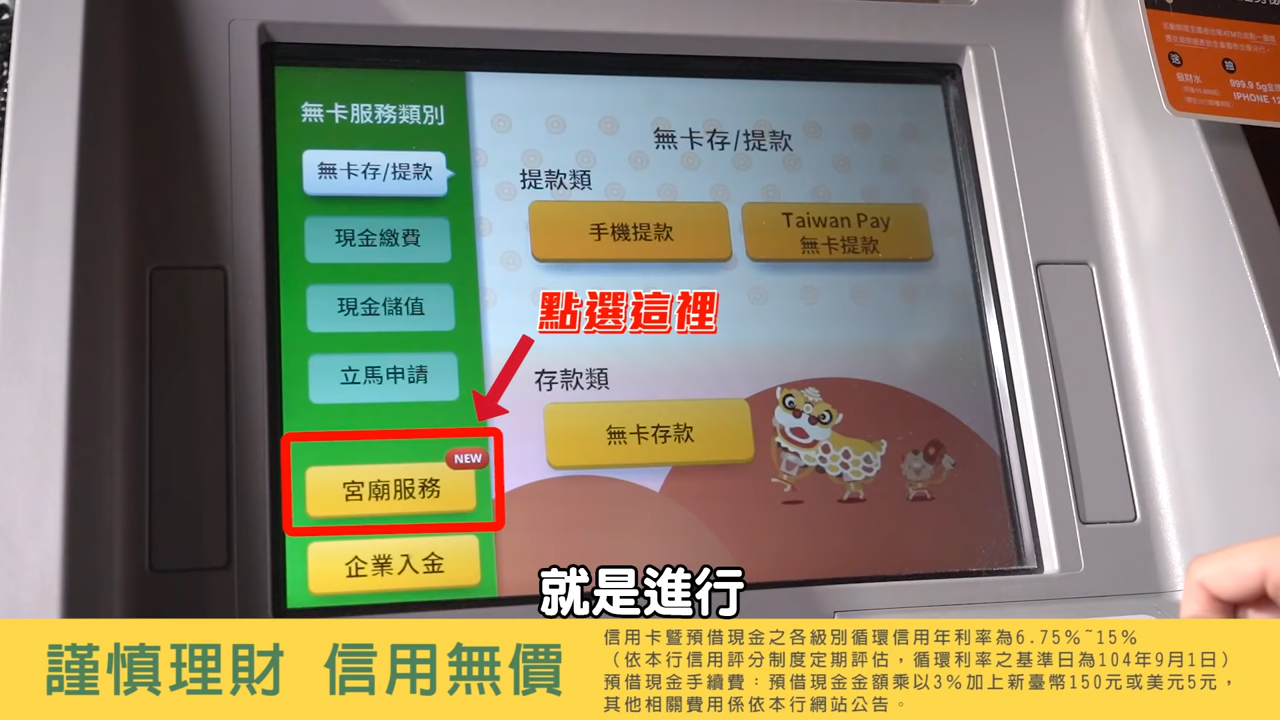 無卡服務類別
無卡存/提款
現金繳費
現金儲值
立馬申請
NEW
宮廟服務
企業入金
無卡存/提款
提款類
手機提款
Taiwan Pay
無卡提款
點選這裡
存款類
無卡存款
送
抽
發財水
999.9 5g
IPHONE 12
就是進行
謹慎理財 信用無價
信用卡暨預借現金之各級別循環信用年利率為6.75%~15%
（依本行信用評分制度定期評估，循環利率之基準日為104年9月1日）
預借現金手續費：預借現金金額乘以3%加上新臺幣150元或美元5元，
其他相關費用係依本行網站公告。